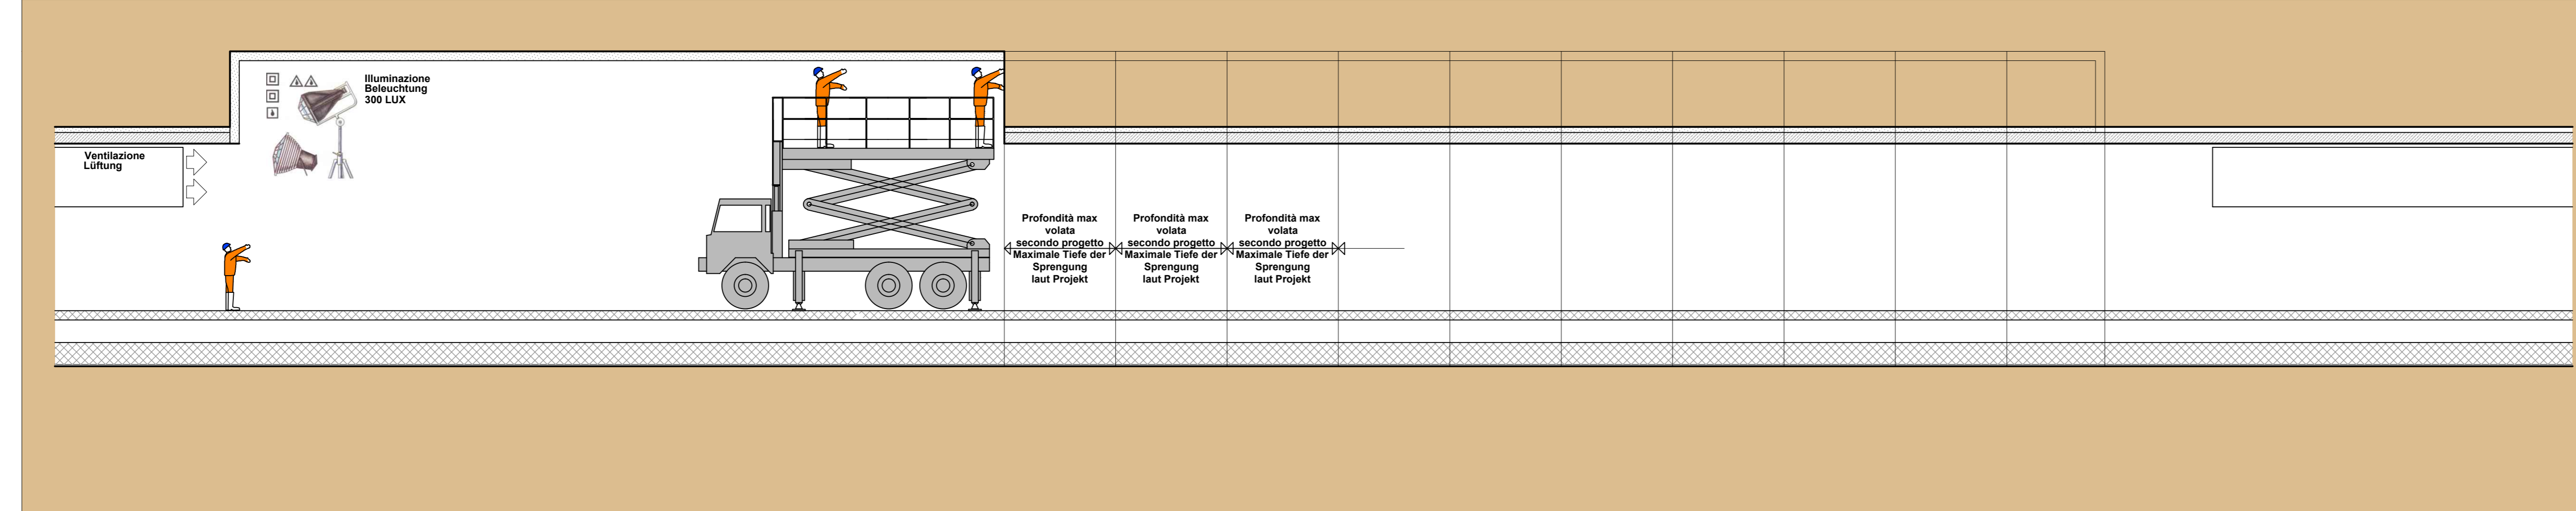 Illuminazione
Beleuchtung
300 LUX
Ventilazione
Lüftung
Profondità max
volata
secondo progetto
Maximale Tiefe der
Sprengung
laut Projekt
Profondità max
volata
secondo progetto
Maximale Tiefe der
Sprengung
laut Projekt
Profondità max
volata
secondo progetto
Maximale Tiefe der
Sprengung
laut Projekt